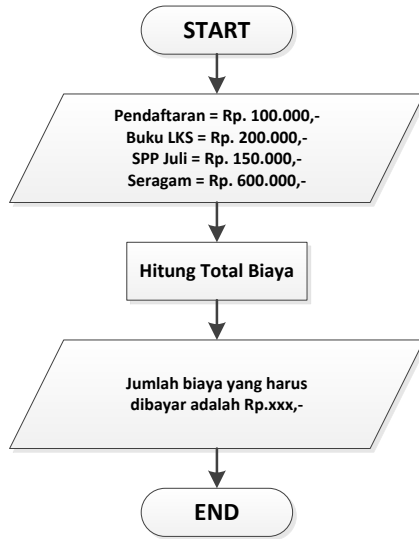 START
Pendaftaran = Rp. 100.000,-
Buku LKS = Rp. 200.000,-
SPP Juli = Rp. 150.000,-
Seragam = Rp. 600.000,-
Hitung Total Biaya
Jumlah biaya yang harus
dibayar adalah Rp.xxx,-
END